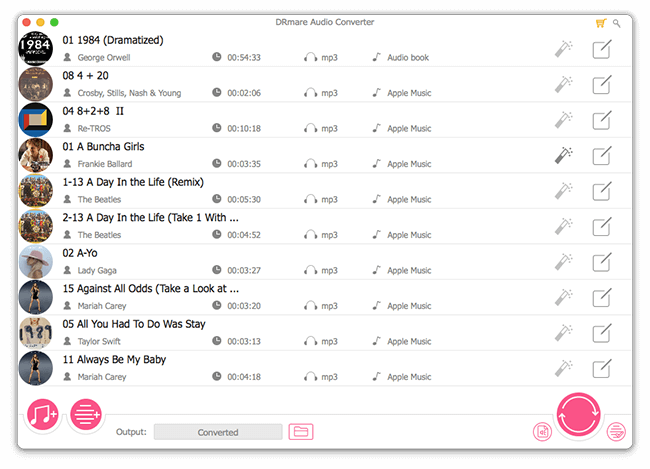 DRmare Audio Converter
1984
01 1984 (Dramatized)
George Orwell 00:54:33 mp3 Audio book
08 4 + 20
Crosby, Stills, Nash & Young 00:02:06 mp3 Apple Music
04 8+2+8 II
Re-TROS 00:10:18 mp3 Apple Music
01 A Buncha Girls
Frankie Ballard 00:03:35 mp3 Apple Music
1-13 A Day In the Life (Remix)
The Beatles 00:05:30 mp3 Apple Music
2-13 A Day In the Life (Take 1 With ...
The Beatles 00:04:52 mp3 Apple Music
02 A-Yo
Lady Gaga 00:03:27 mp3 Apple Music
15 Against All Odds (Take a Look at ...
Mariah Carey 00:03:20 mp3 Apple Music
05 All You Had To Do Was Stay
1989
Taylor Swift 00:03:13 mp3 Apple Music
11 Always Be My Baby
Mariah Carey 00:04:18 mp3 Apple Music
Output: Converted